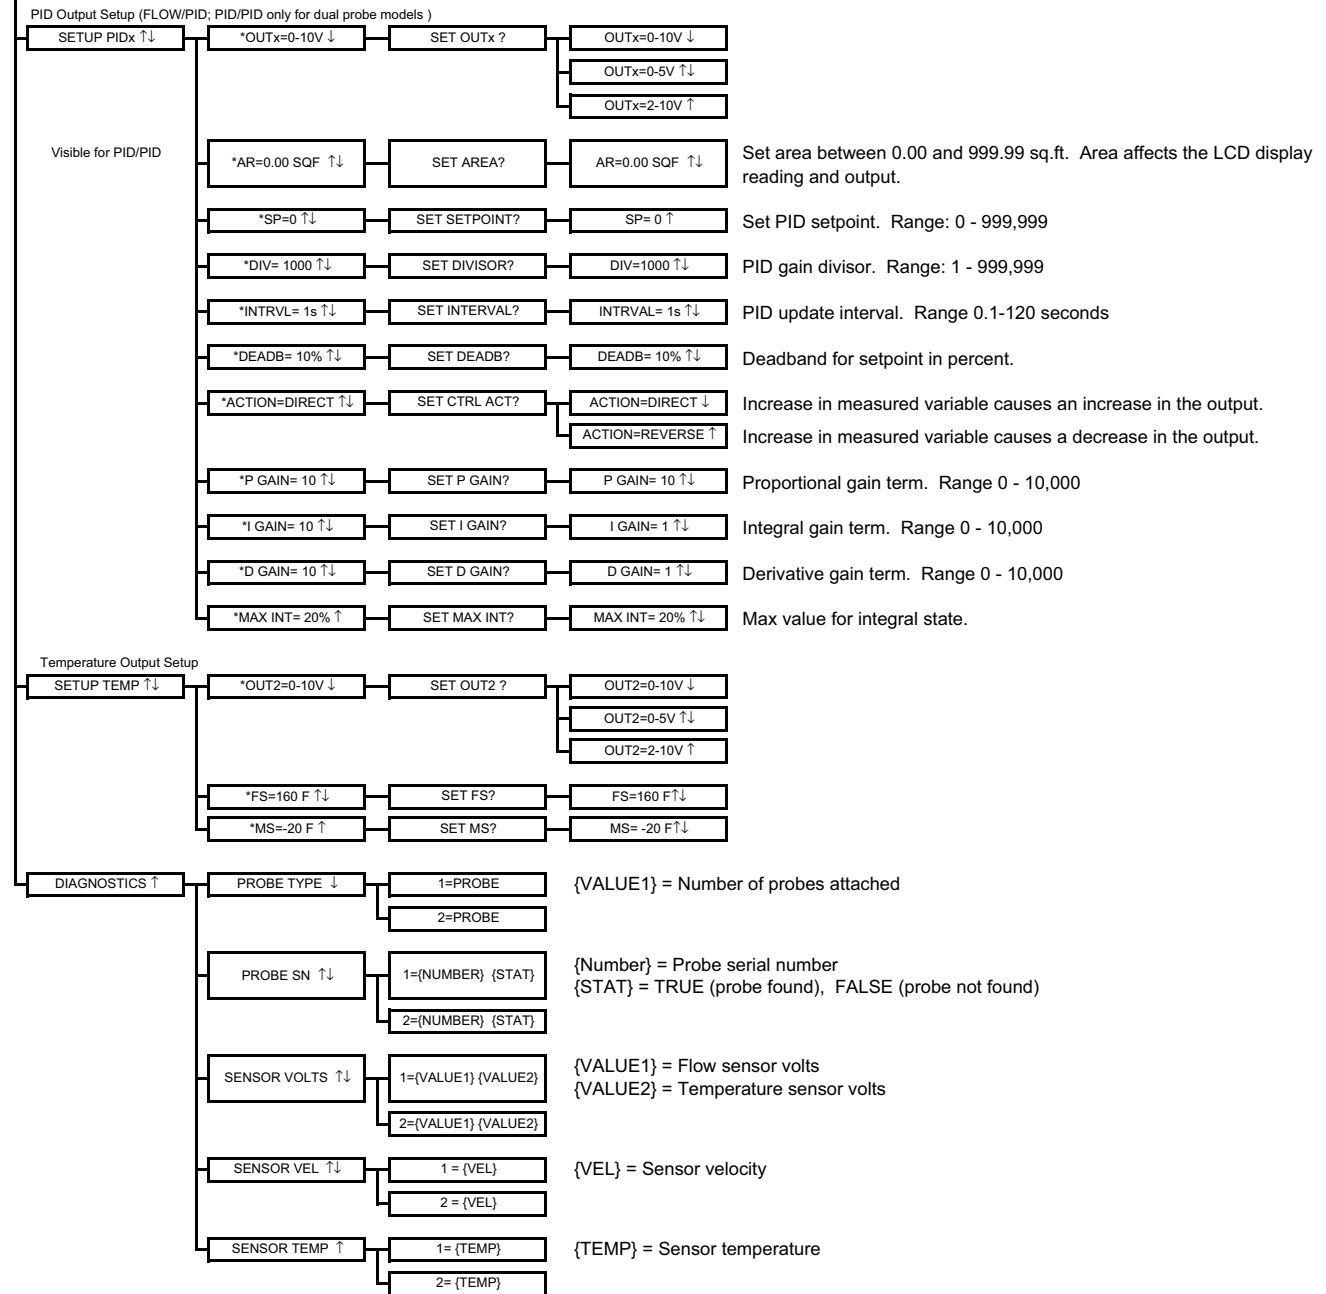 PID Output Setup (FLOW/PID; PID/PID only for dual probe models )
SETUP PIDx ↑↓ *OUTx=0-10V ↓ SET OUTx ? OUTx=0-10V ↓
OUTx=0-5V ↑↓
OUTx=2-10V ↑
Visible for PID/PID *AR=0.00 SQF ↑↓ SET AREA? AR=0.00 SQF ↑↓ Set area between 0.00 and 999.99 sq.ft. Area affects the LCD display
reading and output.
*SP=0 ↑↓ SET SETPOINT? SP= 0 ↑ Set PID setpoint. Range: 0 - 999,999
*DIV= 1000 ↑↓ SET DIVISOR? DIV=1000 ↑↓ PID gain divisor. Range: 1 - 999,999
*INTRVL= 1s ↑↓ SET INTERVAL? INTRVAL= 1s ↑↓ PID update interval. Range 0.1-120 seconds
*DEADB= 10% ↑↓ SET DEADB? DEADB= 10% ↑↓ Deadband for setpoint in percent.
*ACTION=DIRECT ↑↓ SET CTRL ACT? ACTION=DIRECT ↓ Increase in measured variable causes an increase in the output.
ACTION=REVERSE ↑ Increase in measured variable causes a decrease in the output.
*P GAIN= 10 ↑↓ SET P GAIN? P GAIN= 10 ↑↓ Proportional gain term. Range 0 - 10,000
*I GAIN= 10 ↑↓ SET I GAIN? I GAIN= 1 ↑↓ Integral gain term. Range 0 - 10,000
*D GAIN= 10 ↑↓ SET D GAIN? D GAIN= 1 ↑↓ Derivative gain term. Range 0 - 10,000
*MAX INT= 20% ↑ SET MAX INT? MAX INT= 20% ↑↓ Max value for integral state.
Temperature Output Setup
SETUP TEMP ↑↓ *OUT2=0-10V ↓ SET OUT2 ? OUT2=0-10V ↓
OUT2=0-5V ↑↓
OUT2=2-10V ↑
*FS=160 F ↑↓ SET FS? FS=160 F↑↓
*MS=-20 F ↑ SET MS? MS= -20 F↑↓
DIAGNOSTICS ↑ PROBE TYPE ↓ 1=PROBE {VALUE1} = Number of probes attached
2=PROBE
PROBE SN ↑↓ 1={NUMBER} {STAT} {Number} = Probe serial number
{STAT} = TRUE (probe found), FALSE (probe not found)
2={NUMBER} {STAT}
SENSOR VOLTS ↑↓ 1={VALUE1} {VALUE2} {VALUE1} = Flow sensor volts
{VALUE2} = Temperature sensor volts
2={VALUE1} {VALUE2}
SENSOR VEL ↑↓ 1 = {VEL} {VEL} = Sensor velocity
2 = {VEL}
SENSOR TEMP ↑ 1= {TEMP} {TEMP} = Sensor temperature
2= {TEMP}